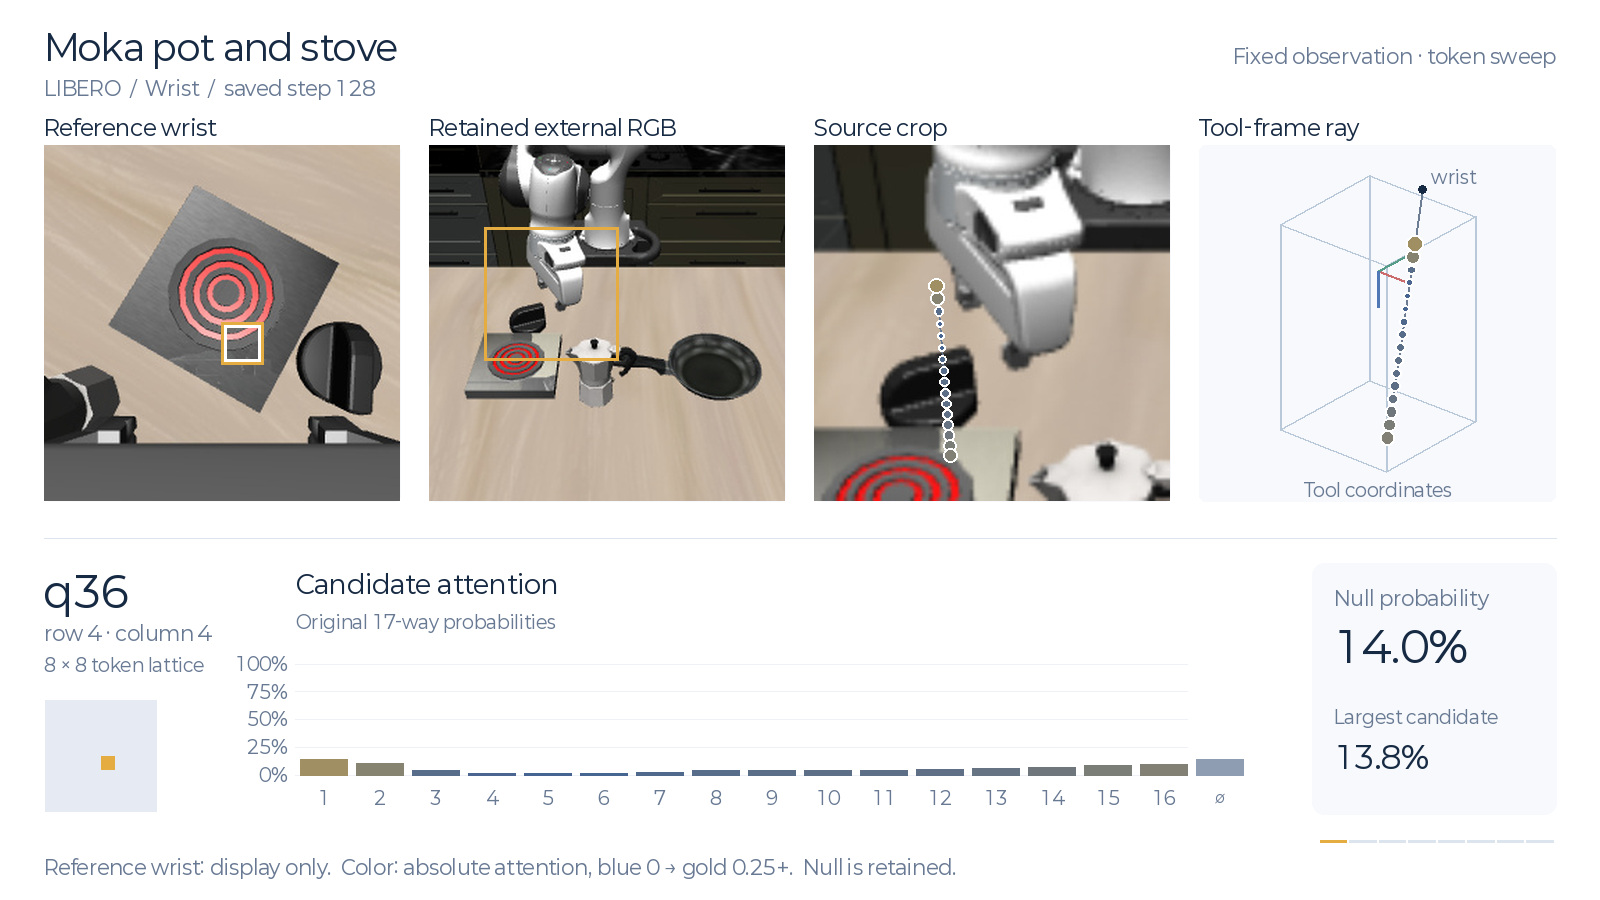 Moka pot and stove
LIBERO / Wrist / saved step 128
Fixed observation · token sweep
Reference wrist
Retained external RGB
Source crop
Tool-frame ray
wrist
Tool coordinates
q36
row 4 · column 4
8 × 8 token lattice
Candidate attention
Original 17-way probabilities
100%
75%
50%
25%
0%
1 2 3 4 5 6 7 8 9 10 11 12 13 14 15 16 ø
Null probability
14.0%
Largest candidate
13.8%
Reference wrist: display only. Color: absolute attention, blue 0 → gold 0.25+. Null is retained.